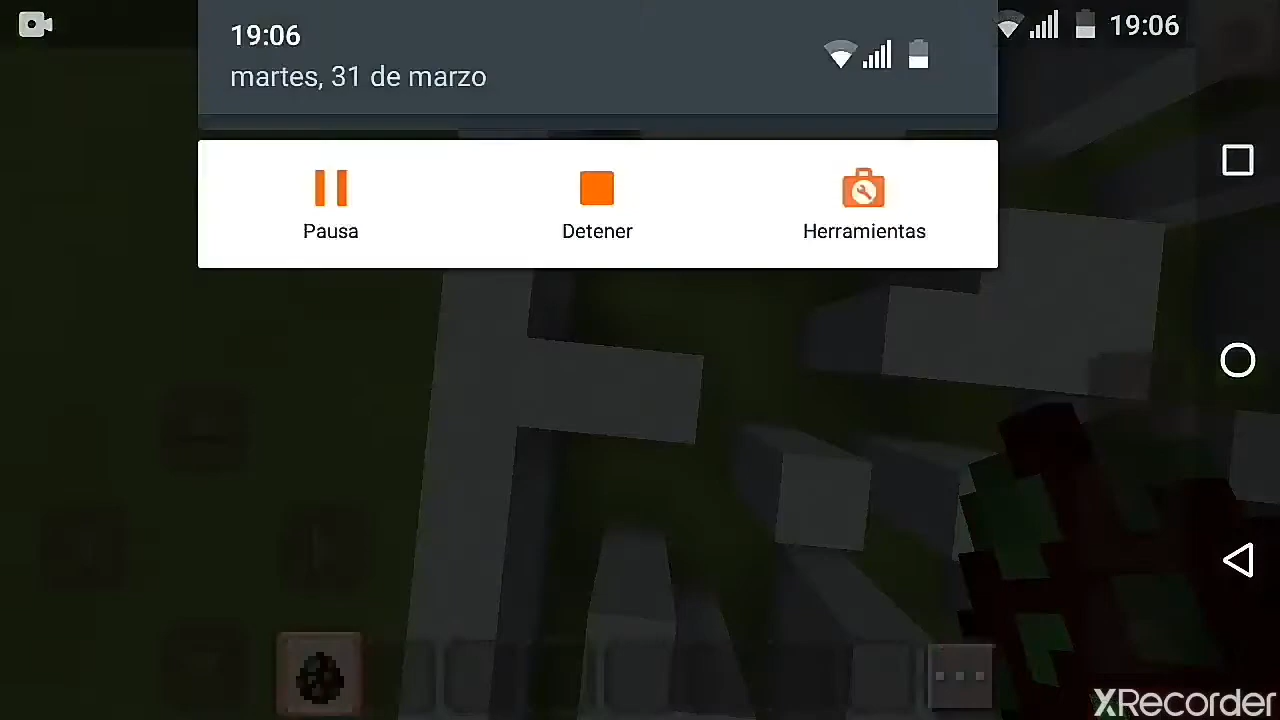 19:06
19:06
martes, 31 de marzo
Pausa
Detener
Herramientas
XRecorder